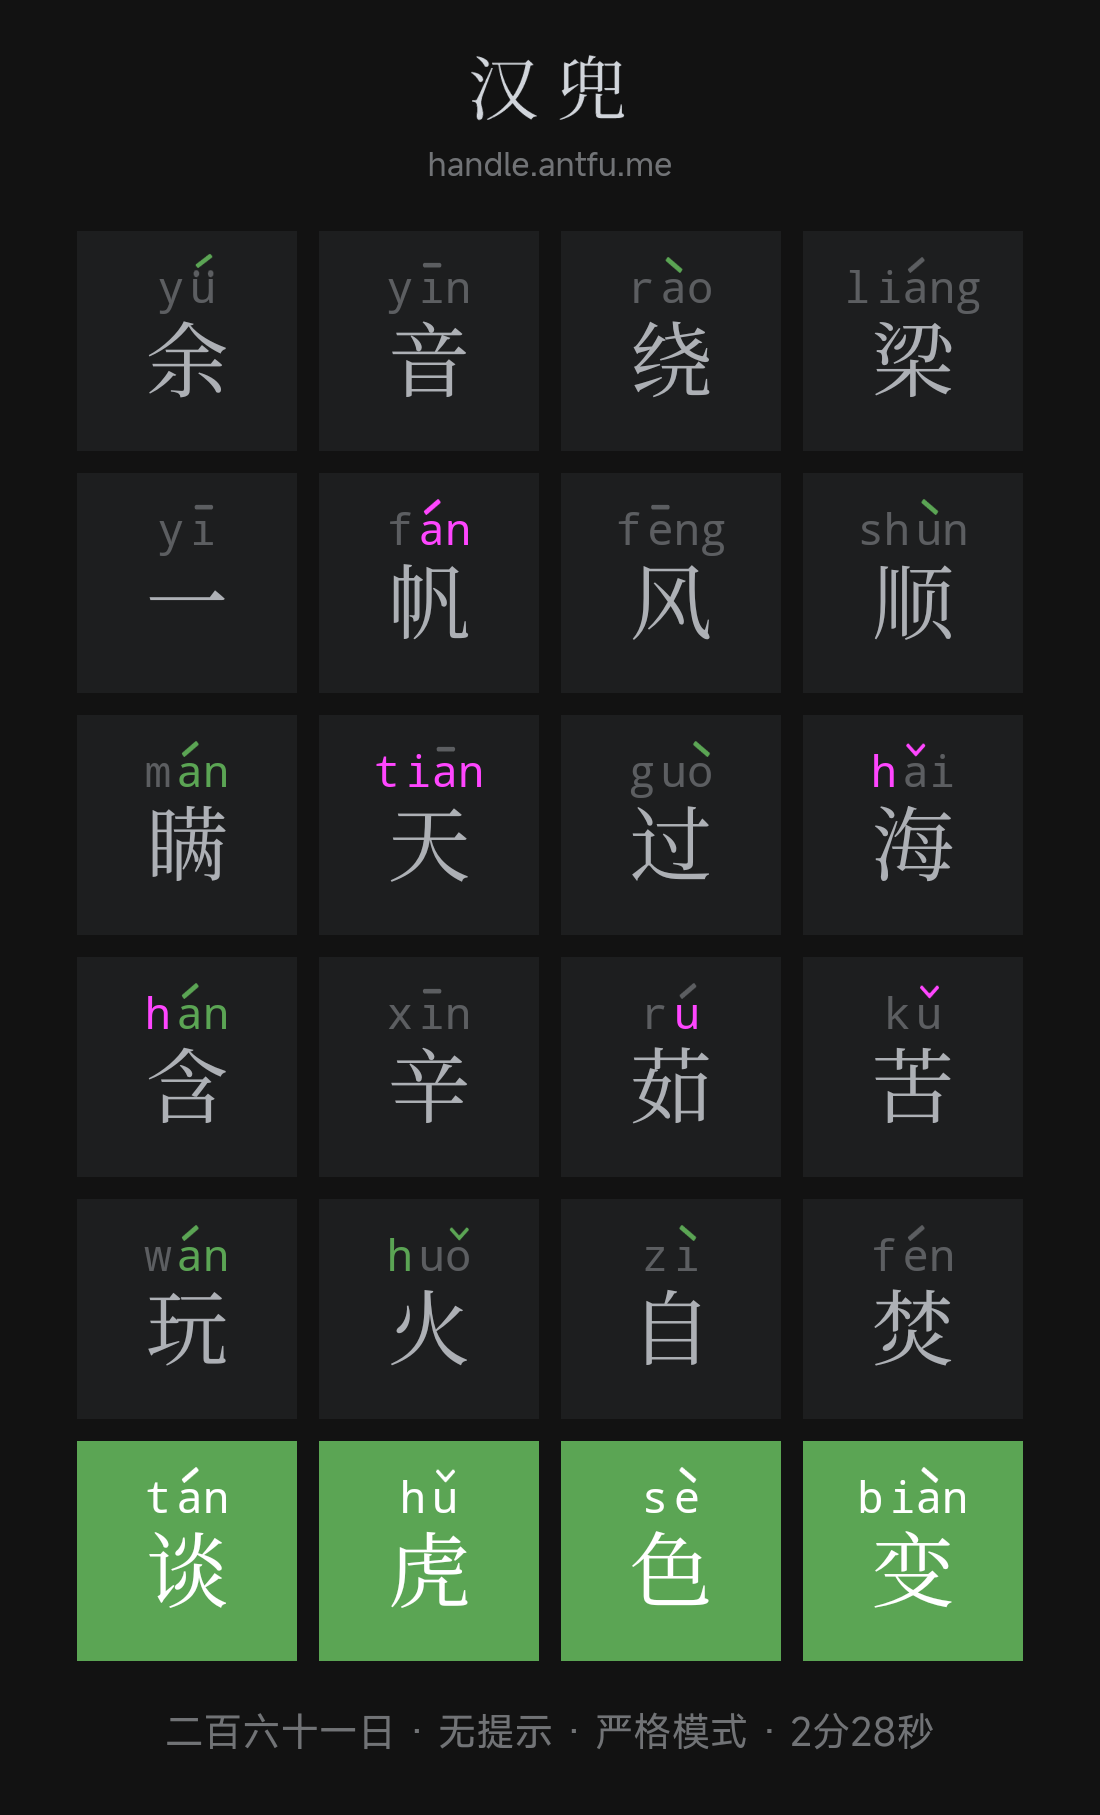 汉兜
handle.antfu.me
yǘ yīn rào liáng
余 音 绕 梁
yī fán fēng shùn
一 帆 风 顺
mán tiān guò hǎi
瞒 天 过 海
hán xīn rú kǔ
含 辛 茹 苦
wán huǒ zì fén
玩 火 自 焚
tán hǔ sè biàn
谈 虎 色 变
二百六十一日 · 无提示 · 严格模式 · 2分28秒